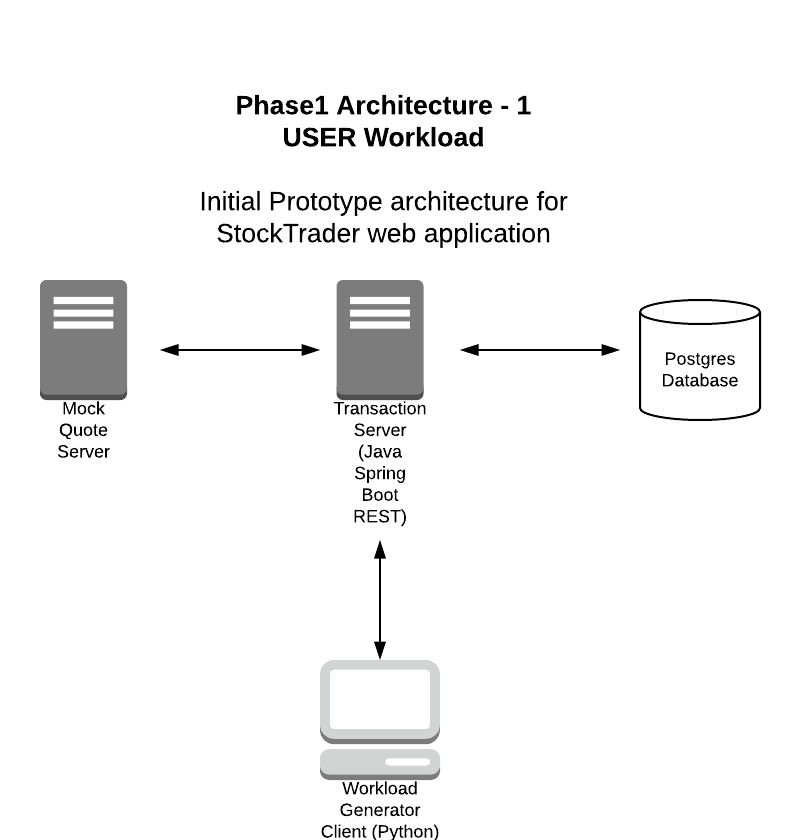 Phase1 Architecture - 1
USER Workload
Initial Prototype architecture for
StockTrader web application
Mock
Quote
Server
Transaction
Server
(Java
Spring
Boot
REST)
Postgres
Database
Workload
Generator
Client (Python)